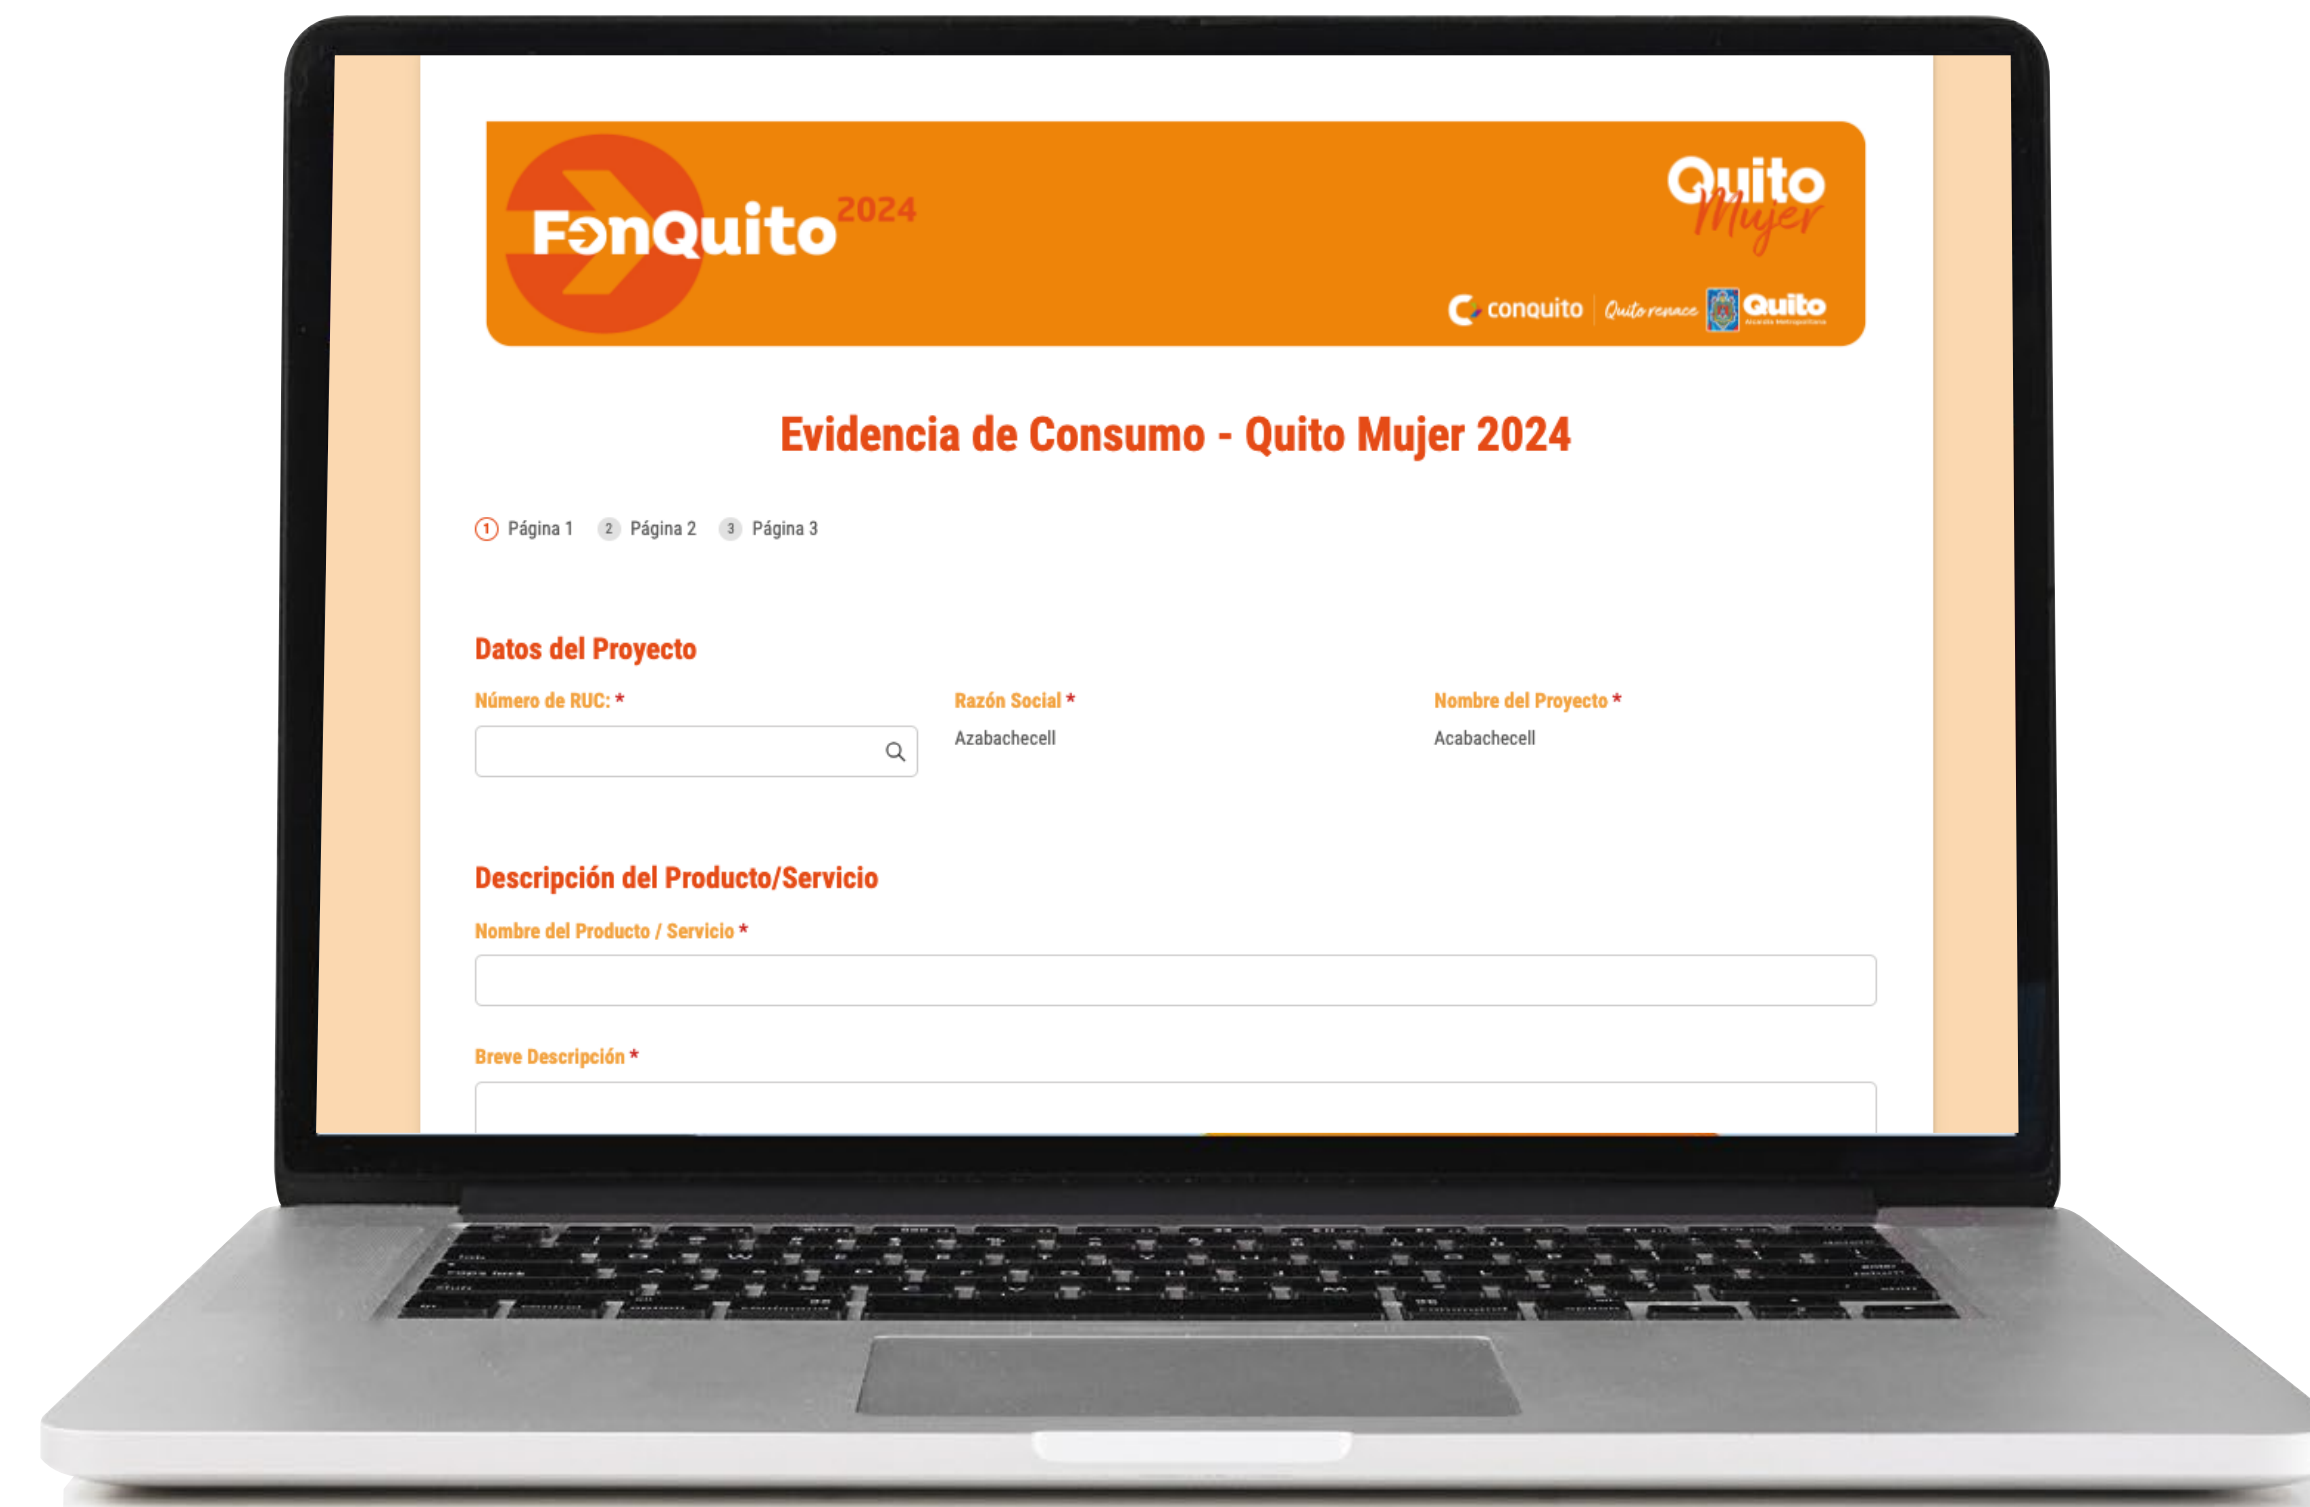 FonQuito 2024
Quito
Mujer
conquito Quito renace Quito
Alcaldía Metropolitana
Evidencia de Consumo - Quito Mujer 2024
1 Página 1 2 Página 2 3 Página 3
Datos del Proyecto
Número de RUC: * Razón Social * Nombre del Proyecto *
Azabachecell Acabachecell
Descripción del Producto/Servicio
Nombre del Producto / Servicio *
Breve Descripción *